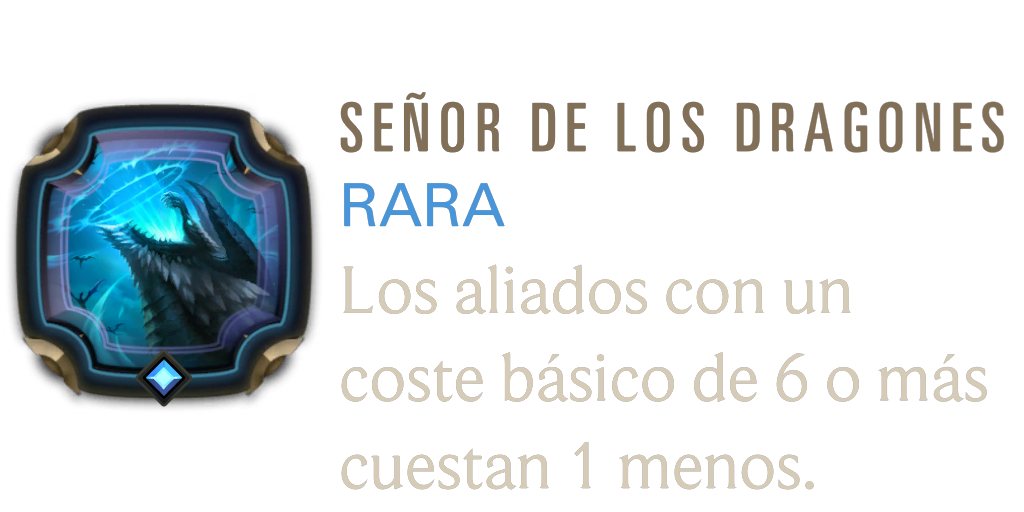 SEÑOR DE LOS DRAGONES
RARA
Los aliados con un
coste básico de 6 o más
cuestan 1 menos.